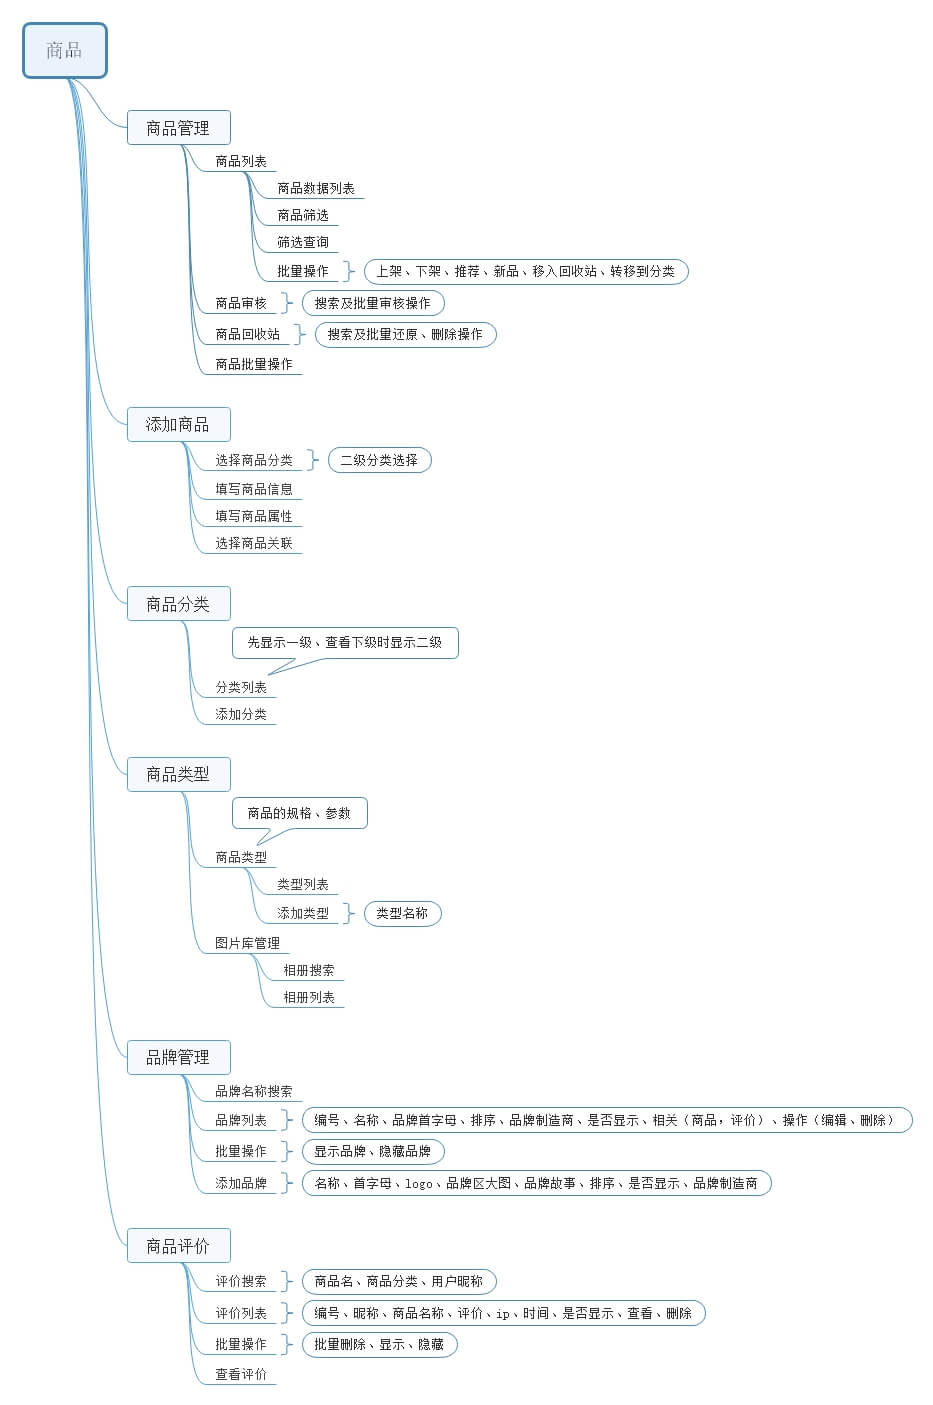 商品
商品管理
商品列表
商品数据列表
商品筛选
筛选查询
批量操作
上架、下架、推荐、新品、移入回收站、转移到分类
商品审核
搜索及批量审核操作
商品回收站
搜索及批量还原、删除操作
商品批量操作
添加商品
选择商品分类
二级分类选择
填写商品信息
填写商品属性
选择商品关联
商品分类
先显示一级、查看下级时显示二级
分类列表
添加分类
商品类型
商品的规格、参数
商品类型
类型列表
添加类型
类型名称
图片库管理
相册搜索
相册列表
品牌管理
品牌名称搜索
品牌列表
编号、名称、品牌首字母、排序、品牌制造商、是否显示、相关（商品，评价）、操作（编辑、删除）
批量操作
显示品牌、隐藏品牌
添加品牌
名称、首字母、logo、品牌区大图、品牌故事、排序、是否显示、品牌制造商
商品评价
评价搜索
商品名、商品分类、用户昵称
评价列表
编号、昵称、商品名称、评价、ip、时间、是否显示、查看、删除
批量操作
批量删除、显示、隐藏
查看评价